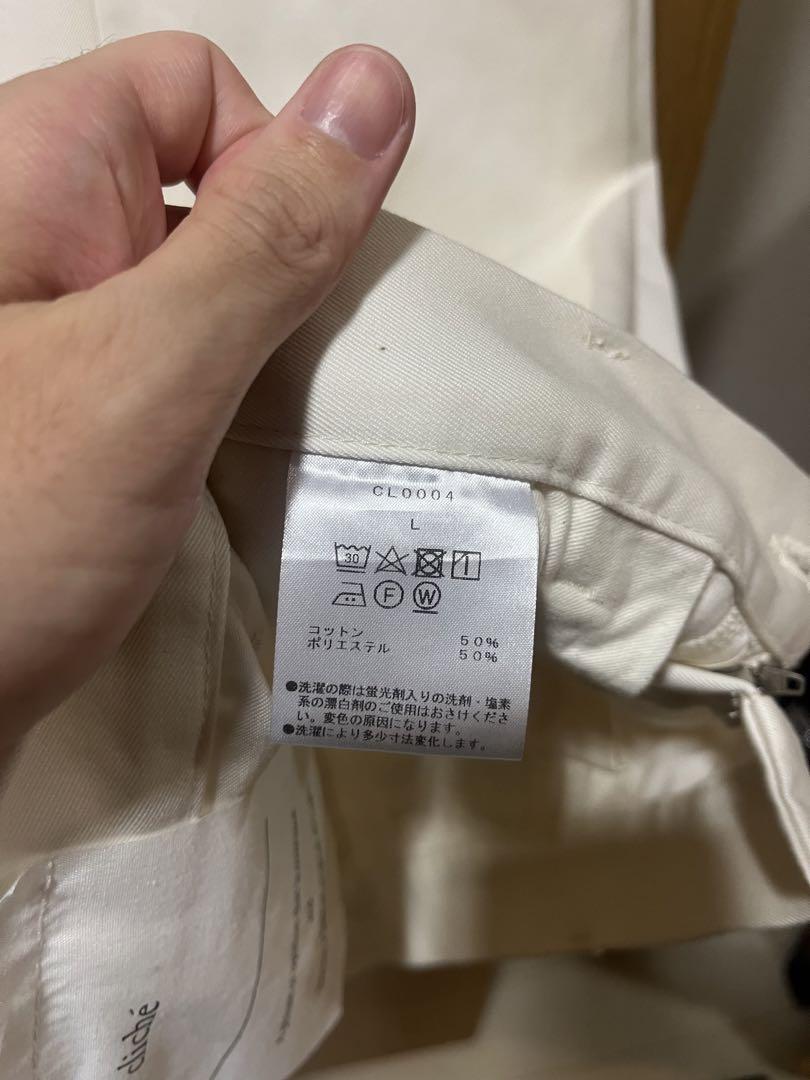 CL0004
L
30
F
W
コットン 50%
ポリエステル 50%
●洗濯の際は蛍光剤入りの洗剤・塩素
系の漂白剤のご使用はおさけくださ
い。変色の原因になります。
●洗濯により多少寸法変化します。
cliché